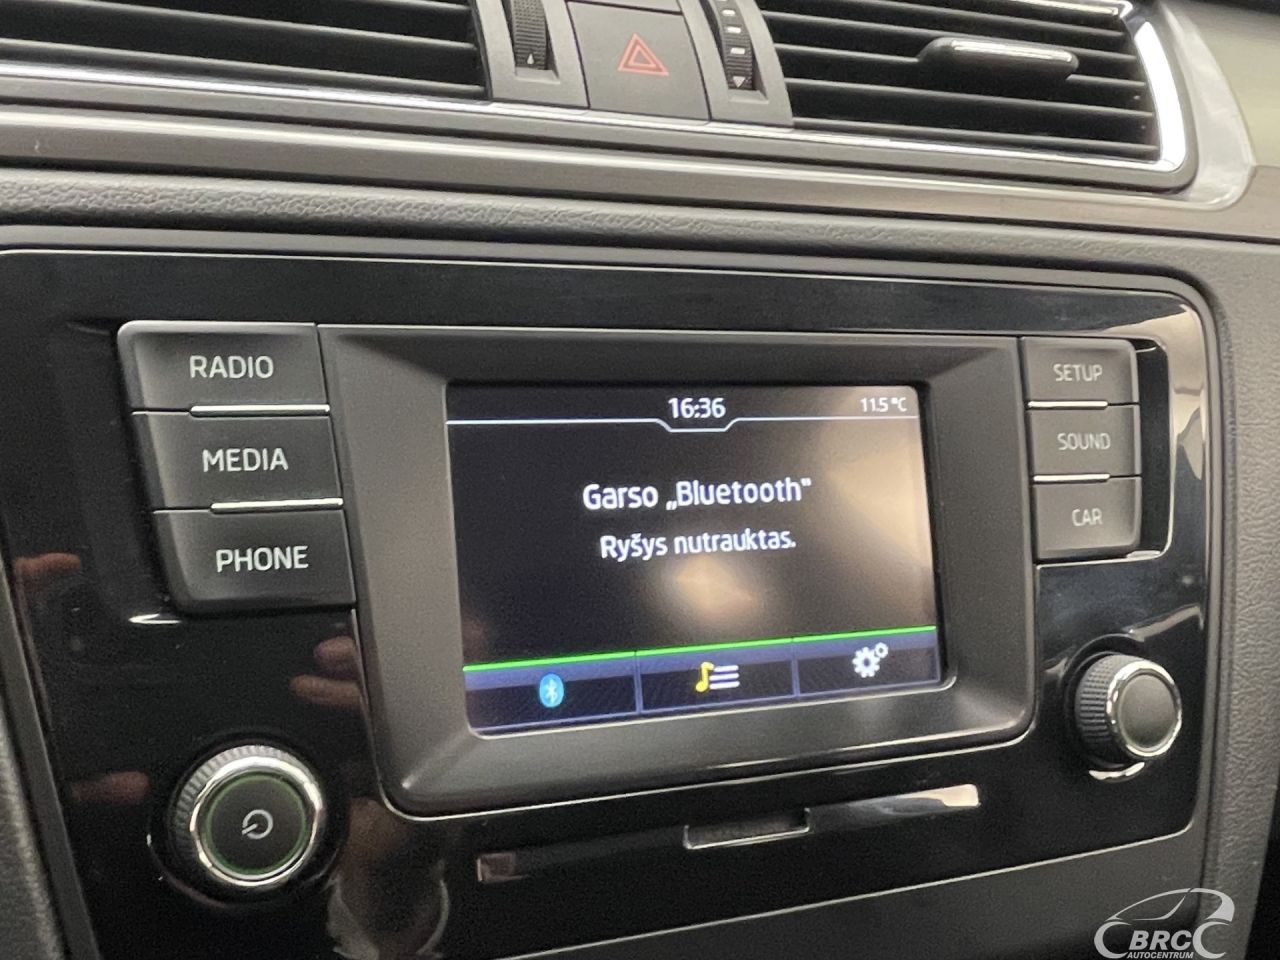 RADIO
MEDIA
PHONE
16:36
11.5 °C
Garso „Bluetooth“
Ryšys nutrauktas.
SETUP
SOUND
CAR
BRC
AUTOCENTRUM